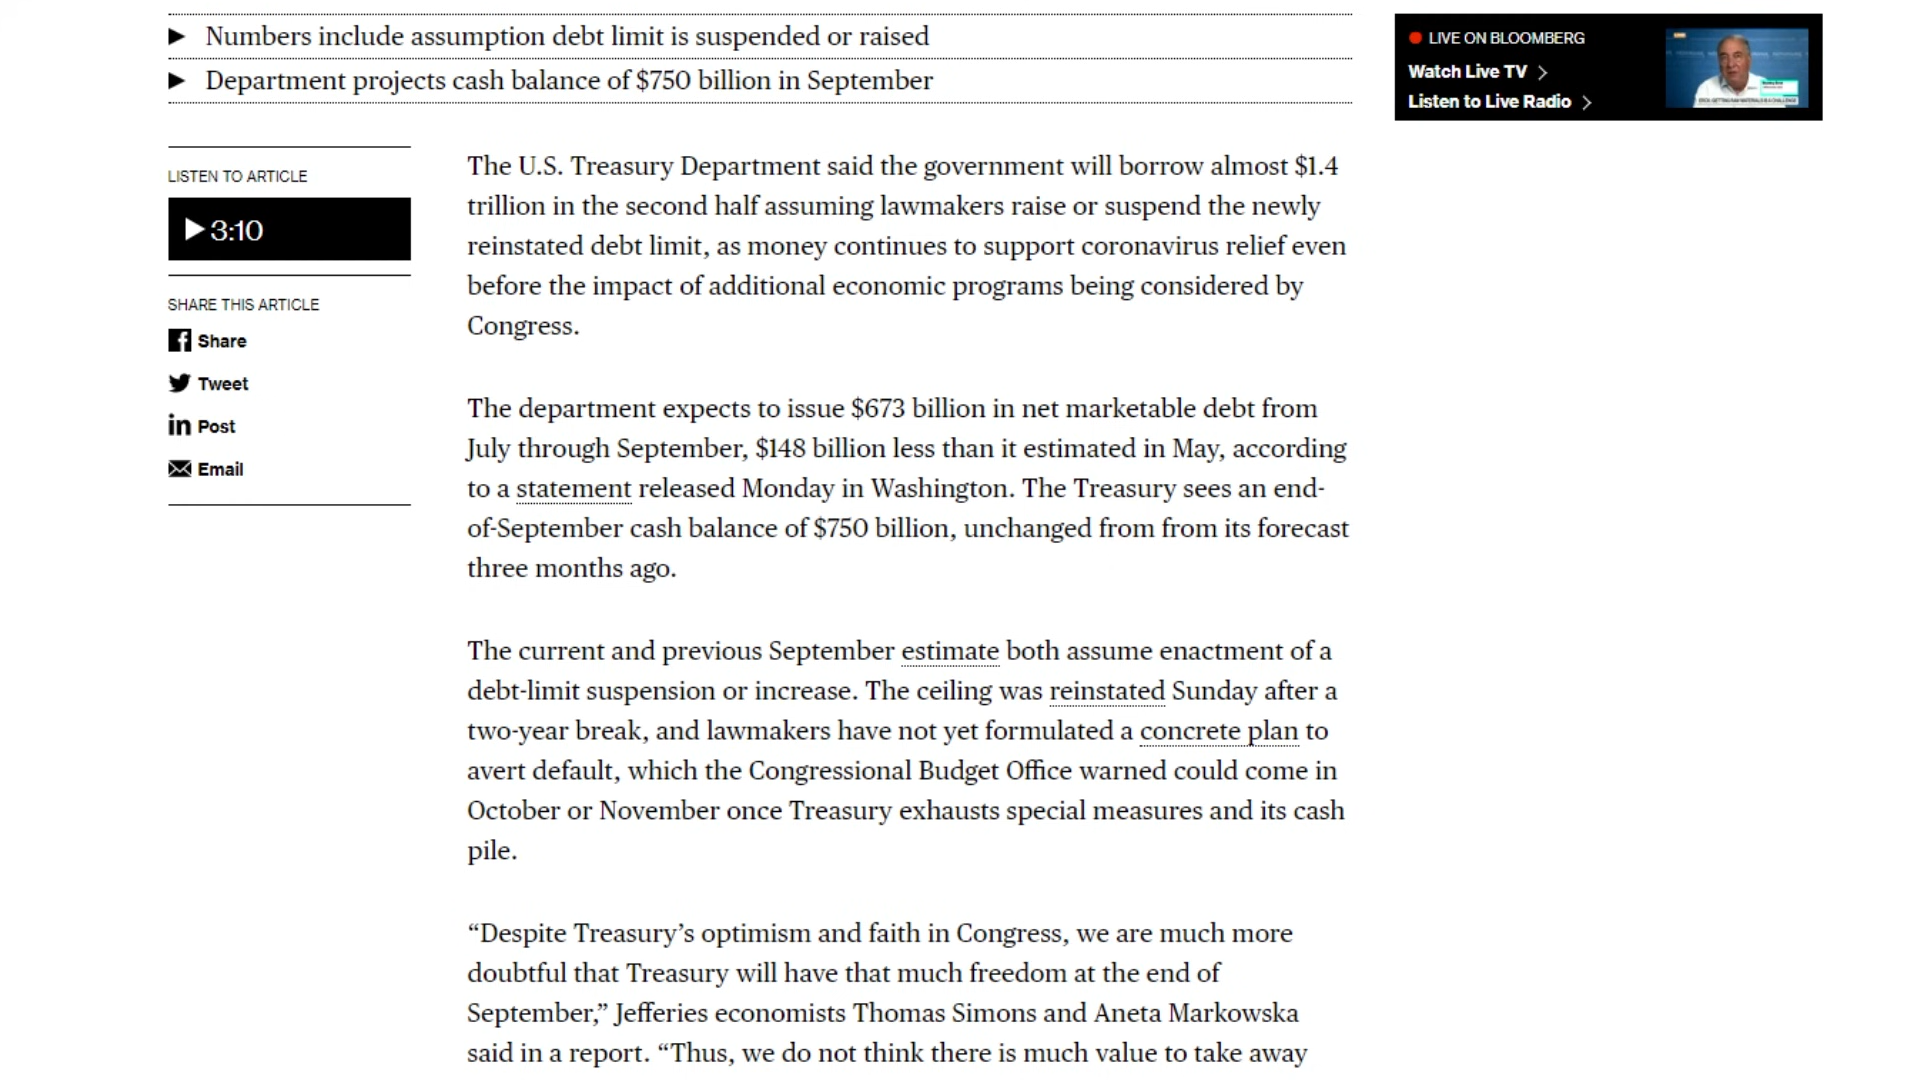 Numbers include assumption debt limit is suspended or raised
Department projects cash balance of $750 billion in September
LIVE ON BLOOMBERG
Watch Live TV
Listen to Live Radio
LISTEN TO ARTICLE
3:10
SHARE THIS ARTICLE
Share
Tweet
Post
Email
The U.S. Treasury Department said the government will borrow almost $1.4
trillion in the second half assuming lawmakers raise or suspend the newly
reinstated debt limit, as money continues to support coronavirus relief even
before the impact of additional economic programs being considered by
Congress.
The department expects to issue $673 billion in net marketable debt from
July through September, $148 billion less than it estimated in May, according
to a statement released Monday in Washington. The Treasury sees an end-
of-September cash balance of $750 billion, unchanged from from its forecast
three months ago.
The current and previous September estimate both assume enactment of a
debt-limit suspension or increase. The ceiling was reinstated Sunday after a
two-year break, and lawmakers have not yet formulated a concrete plan to
avert default, which the Congressional Budget Office warned could come in
October or November once Treasury exhausts special measures and its cash
pile.
“Despite Treasury’s optimism and faith in Congress, we are much more
doubtful that Treasury will have that much freedom at the end of
September,” Jefferies economists Thomas Simons and Aneta Markowska
said in a report. “Thus, we do not think there is much value to take away